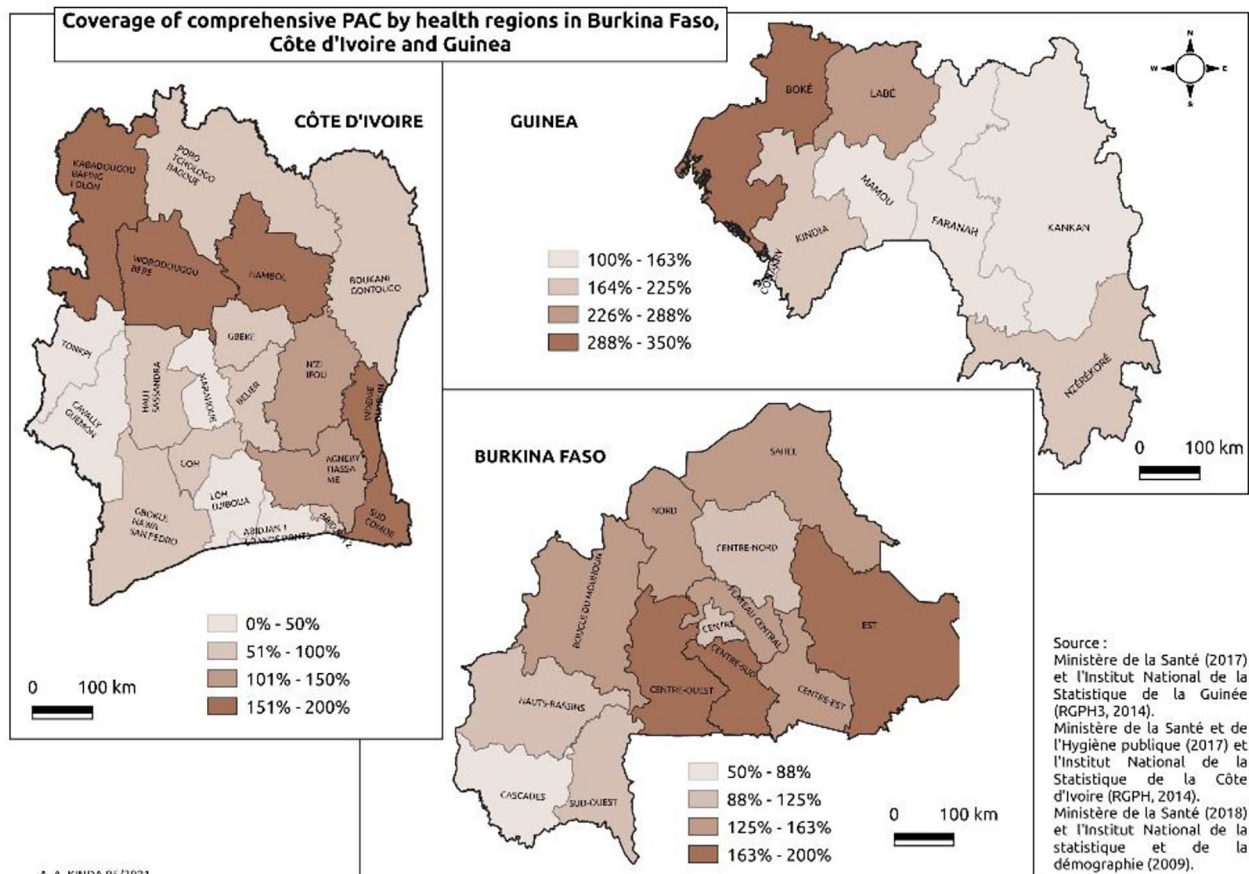 Coverage of comprehensive PAC by health regions in Burkina Faso,
Côte d'Ivoire and Guinea
N
W
E
S
CÔTE D'IVOIRE
KABADOUGOU
BAFING
FOLON
PORO
TCHOLOGO
BAGOUE
WORODOUGOU
BERE
HAMBOL
BOUKANI
GONTOUGO
TONKPI
CAVALLY
GUEMON
HAUT
SASSANDRA
MARAHOUE
GBEKE
BELIER
N'ZI
IFOU
GOH
LOH
DJIBOUA
AGNEBY
TIASSA
ME
SUD
COMOE
GBOKLE
NAWA
SAN PEDRO
ABIDJAN 1
0% - 50%
51% - 100%
101% - 150%
151% - 200%
0 100 km
GUINEA
BOKÉ
LABÉ
MAMOU
KINDIA
FARANAH
KANKAN
NZÉRÉKORÉ
100% - 163%
164% - 225%
226% - 288%
288% - 350%
0 100 km
BURKINA FASO
SAHEL
NORD
CENTRE-NORD
BOUCLE DU MOUHOUN
PLATEAU CENTRAL
CENTRE
EST
CENTRE-OUEST
CENTRE-SUD
CENTRE-EST
HAUTS-BASSINS
CASCADES
SUD-OUEST
50% - 88%
88% - 125%
125% - 163%
163% - 200%
0 100 km
Source :
Ministère de la Santé (2017)
et l'Institut National de la
Statistique de la Guinée
(RGPH3, 2014).
Ministère de la Santé et de
l'Hygiène publique (2017) et
l'Institut National de la
Statistique de la Côte
d'Ivoire (RGPH, 2014).
Ministère de la Santé (2018)
et l'Institut National de la
statistique et de la
démographie (2009).